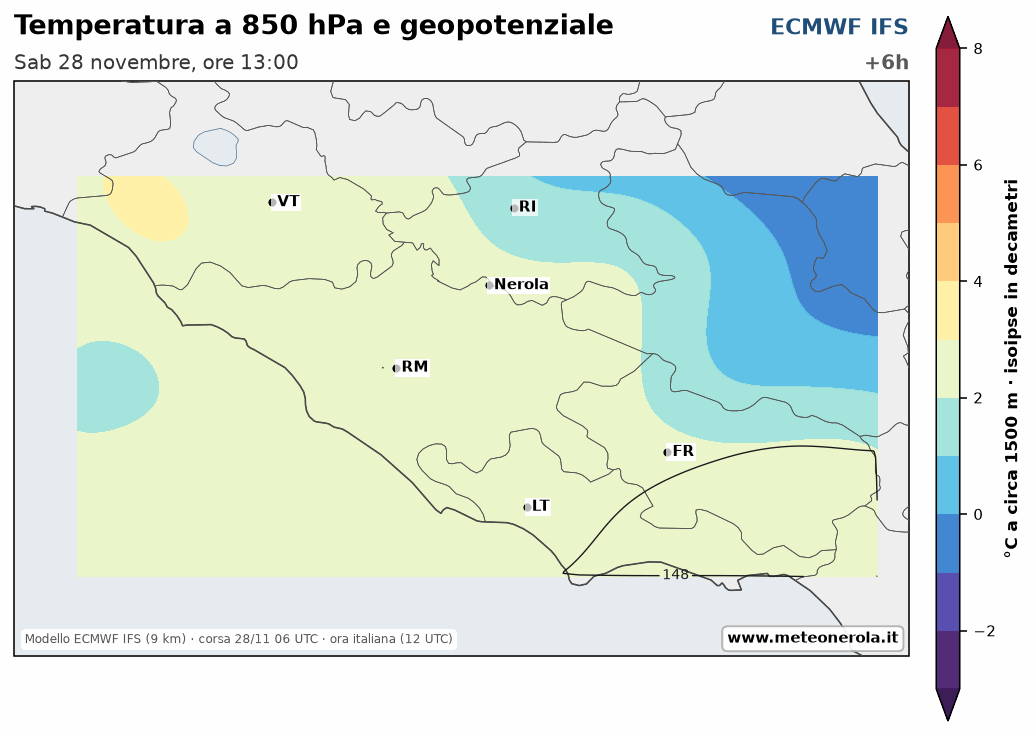 Temperatura a 850 hPa e geopotenziale
ECMWF IFS
Sab 28 novembre, ore 13:00
+6h
VT
RI
Nerola
RM
FR
LT
148
Modello ECMWF IFS (9 km) · corsa 28/11 06 UTC · ora italiana (12 UTC)
www.meteonerola.it
8
6
4
2
0
−2
°C a circa 1500 m · isoipse in decametri